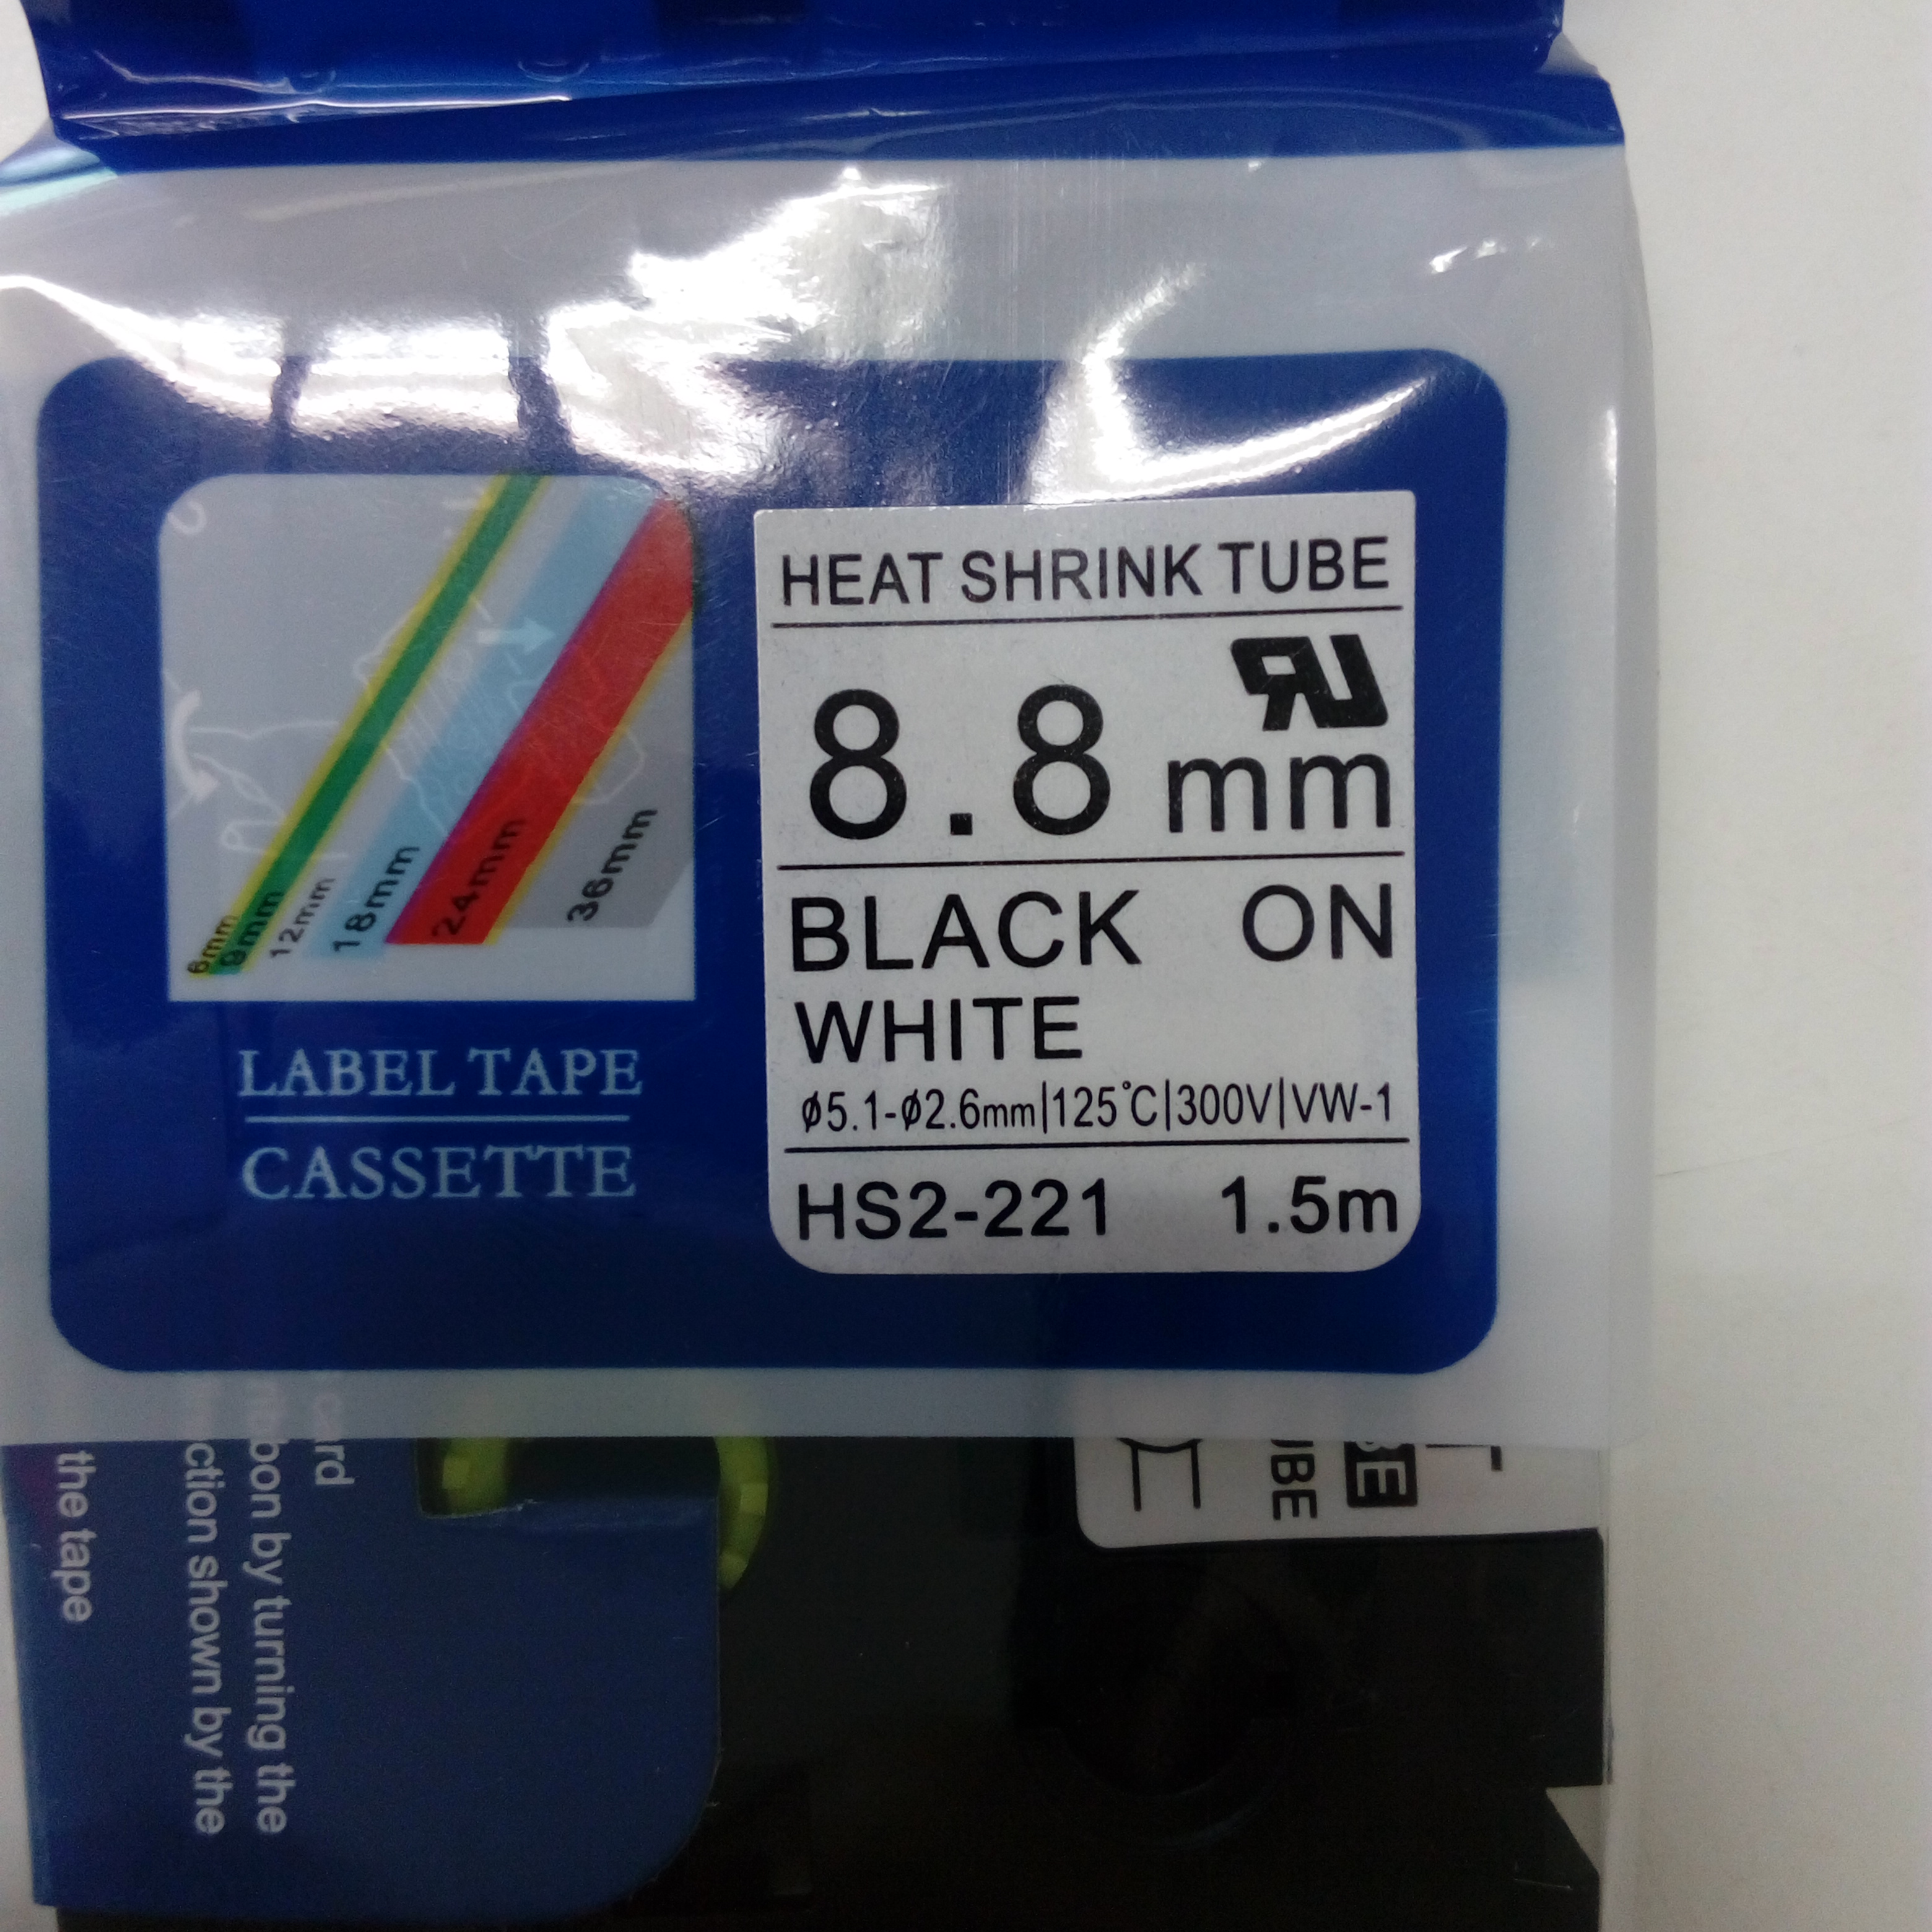 HEAT SHRINK TUBE
8.8 mm
BLACK ON
WHITE
ø5.1-ø2.6mm|125°C|300V|VW-1
HS2-221 1.5m
6mm
9mm
12mm
18mm
24mm
36mm
LABEL TAPE
CASSETTE
card
by turning the
shown by the
the tape